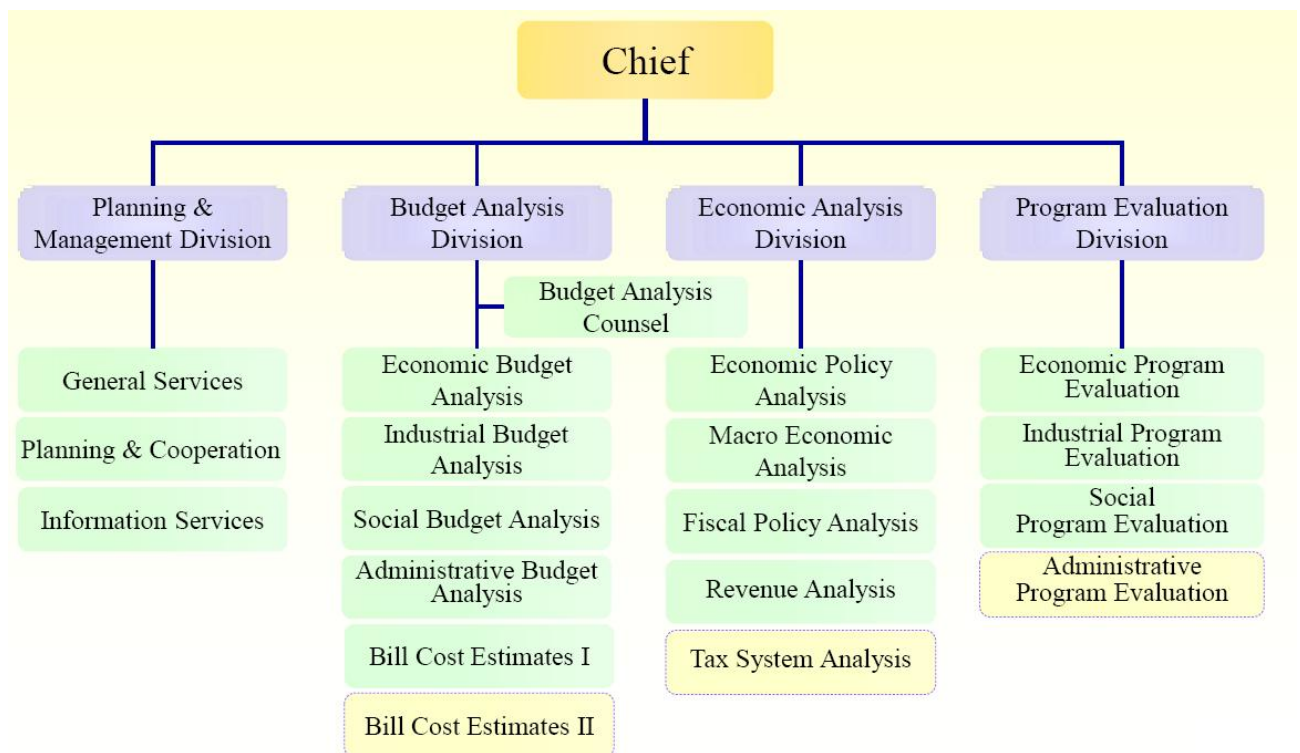 Chief
Planning &
Management Division
Budget Analysis
Division
Economic Analysis
Division
Program Evaluation
Division
Budget Analysis
Counsel
General Services
Planning & Cooperation
Information Services
Economic Budget
Analysis
Industrial Budget
Analysis
Social Budget Analysis
Administrative Budget
Analysis
Bill Cost Estimates I
Bill Cost Estimates II
Economic Policy
Analysis
Macro Economic
Analysis
Fiscal Policy Analysis
Revenue Analysis
Tax System Analysis
Economic Program
Evaluation
Industrial Program
Evaluation
Social
Program Evaluation
Administrative
Program Evaluation